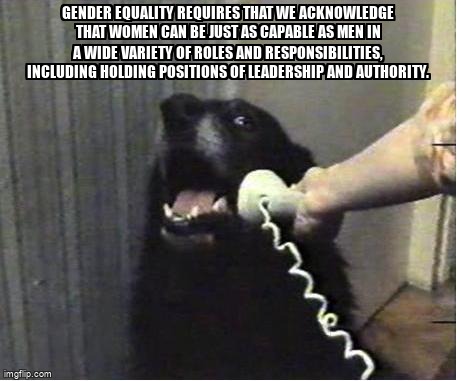 GENDER EQUALITY REQUIRES THAT WE ACKNOWLEDGE
THAT WOMEN CAN BE JUST AS CAPABLE AS MEN IN
A WIDE VARIETY OF ROLES AND RESPONSIBILITIES,
INCLUDING HOLDING POSITIONS OF LEADERSHIP AND AUTHORITY.
imgflip.com